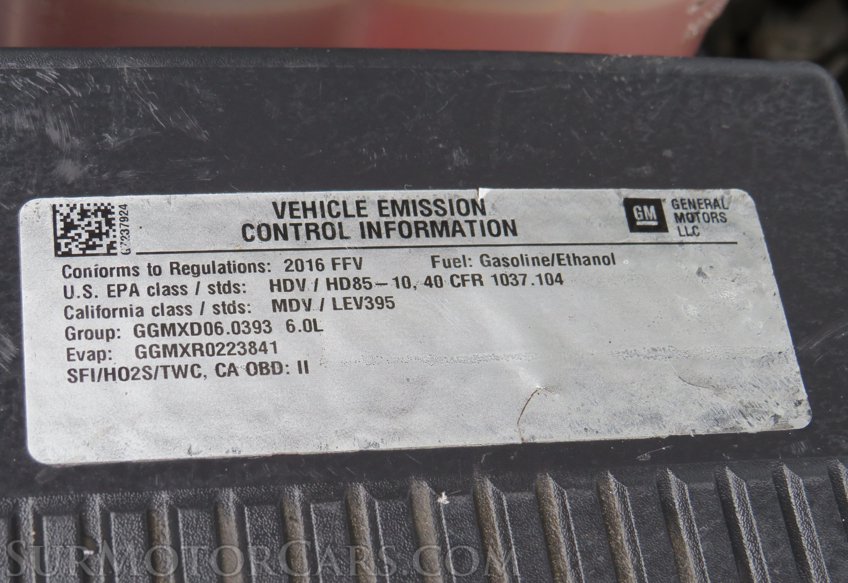 VEHICLE EMISSION
CONTROL INFORMATION
GM GENERAL
MOTORS
LLC
Conforms to Regulations: 2016 FFV Fuel: Gasoline/Ethanol
U.S. EPA class / stds: HDV / HD85-10, 40 CFR 1037.104
California class / stds: MDV / LEV395
Group: GGMXD06.0393 6.0L
Evap: GGMXR0223841
SFI/HO2S/TWC, CA OBD: II
SURMOTORCARS.COM